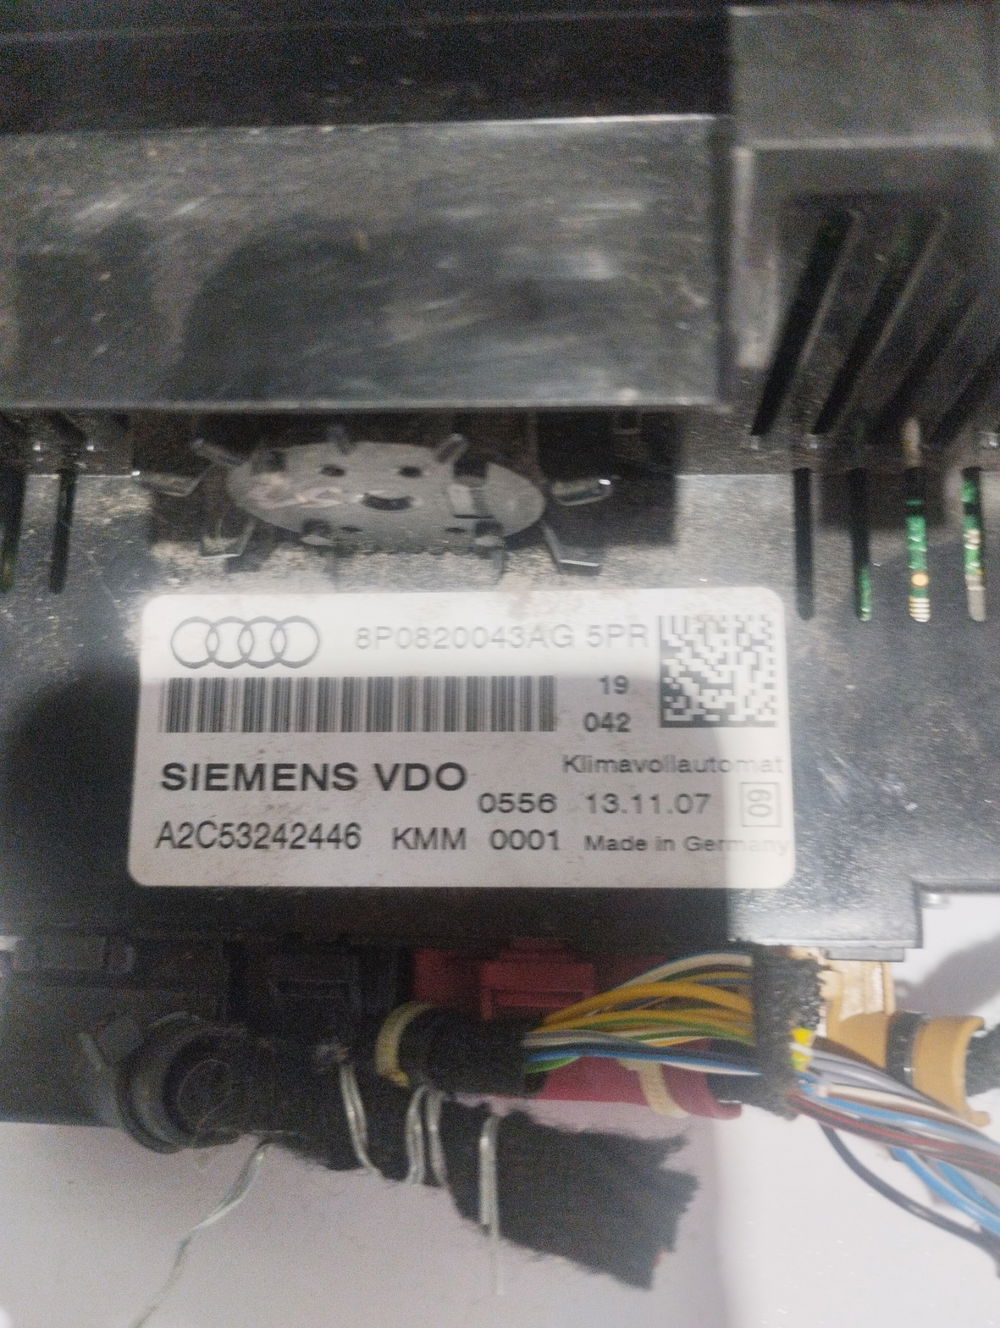 8P0820043AG 5PR
19
042
SIEMENS VDO
Klimavollautomat
0556 13.11.07 60
A2C53242446 KMM 0001 Made in Germany